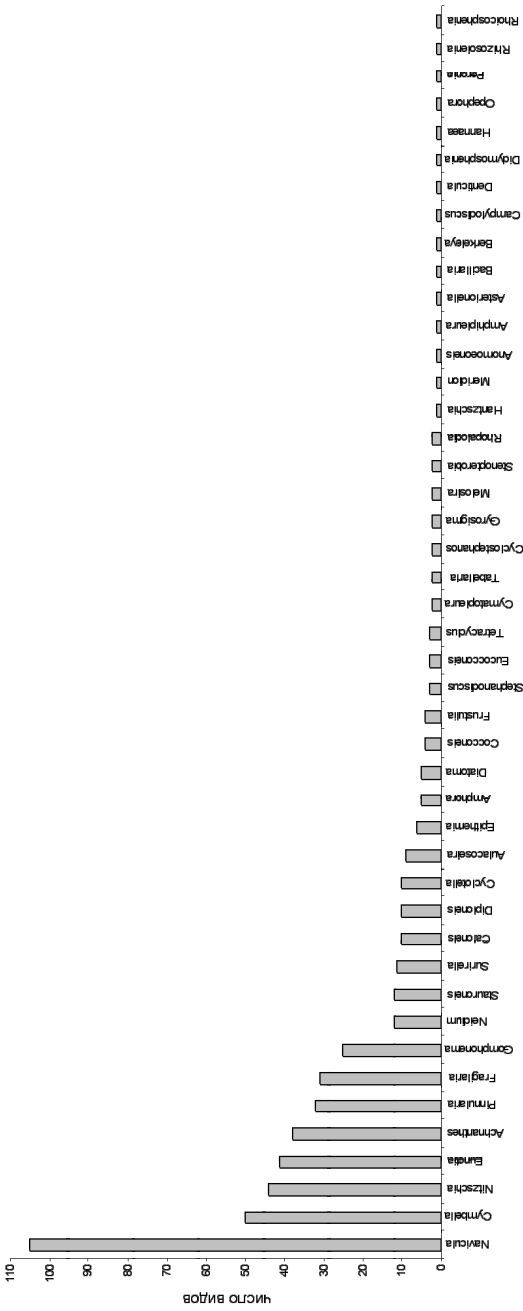 ЧИСЛО ВИДОВ
110
100
90
80
70
60
50
40
30
20
10
0
Navicula
Cymbella
Nitzschia
Eunotia
Achnanthes
Pinnularia
Fragilaria
Gomphonema
Neidium
Stauroneis
Surirella
Caloneis
Diploneis
Cyclotella
Aulacoseira
Epithemia
Amphora
Diatoma
Cocconeis
Frustulia
Stephanodiscus
Eucocconeis
Tetracyclus
Cymatopleura
Tabellaria
Cyclostephanos
Gyrosigma
Melosira
Stenopterobia
Rhopalodia
Hantzschia
Meridion
Anomoeoneis
Amphipleura
Asterionella
Bacillaria
Berkeleya
Campylodiscus
Denticula
Didymosphenia
Hannaea
Opephora
Peronia
Rhizosolenia
Rhoicosphenia